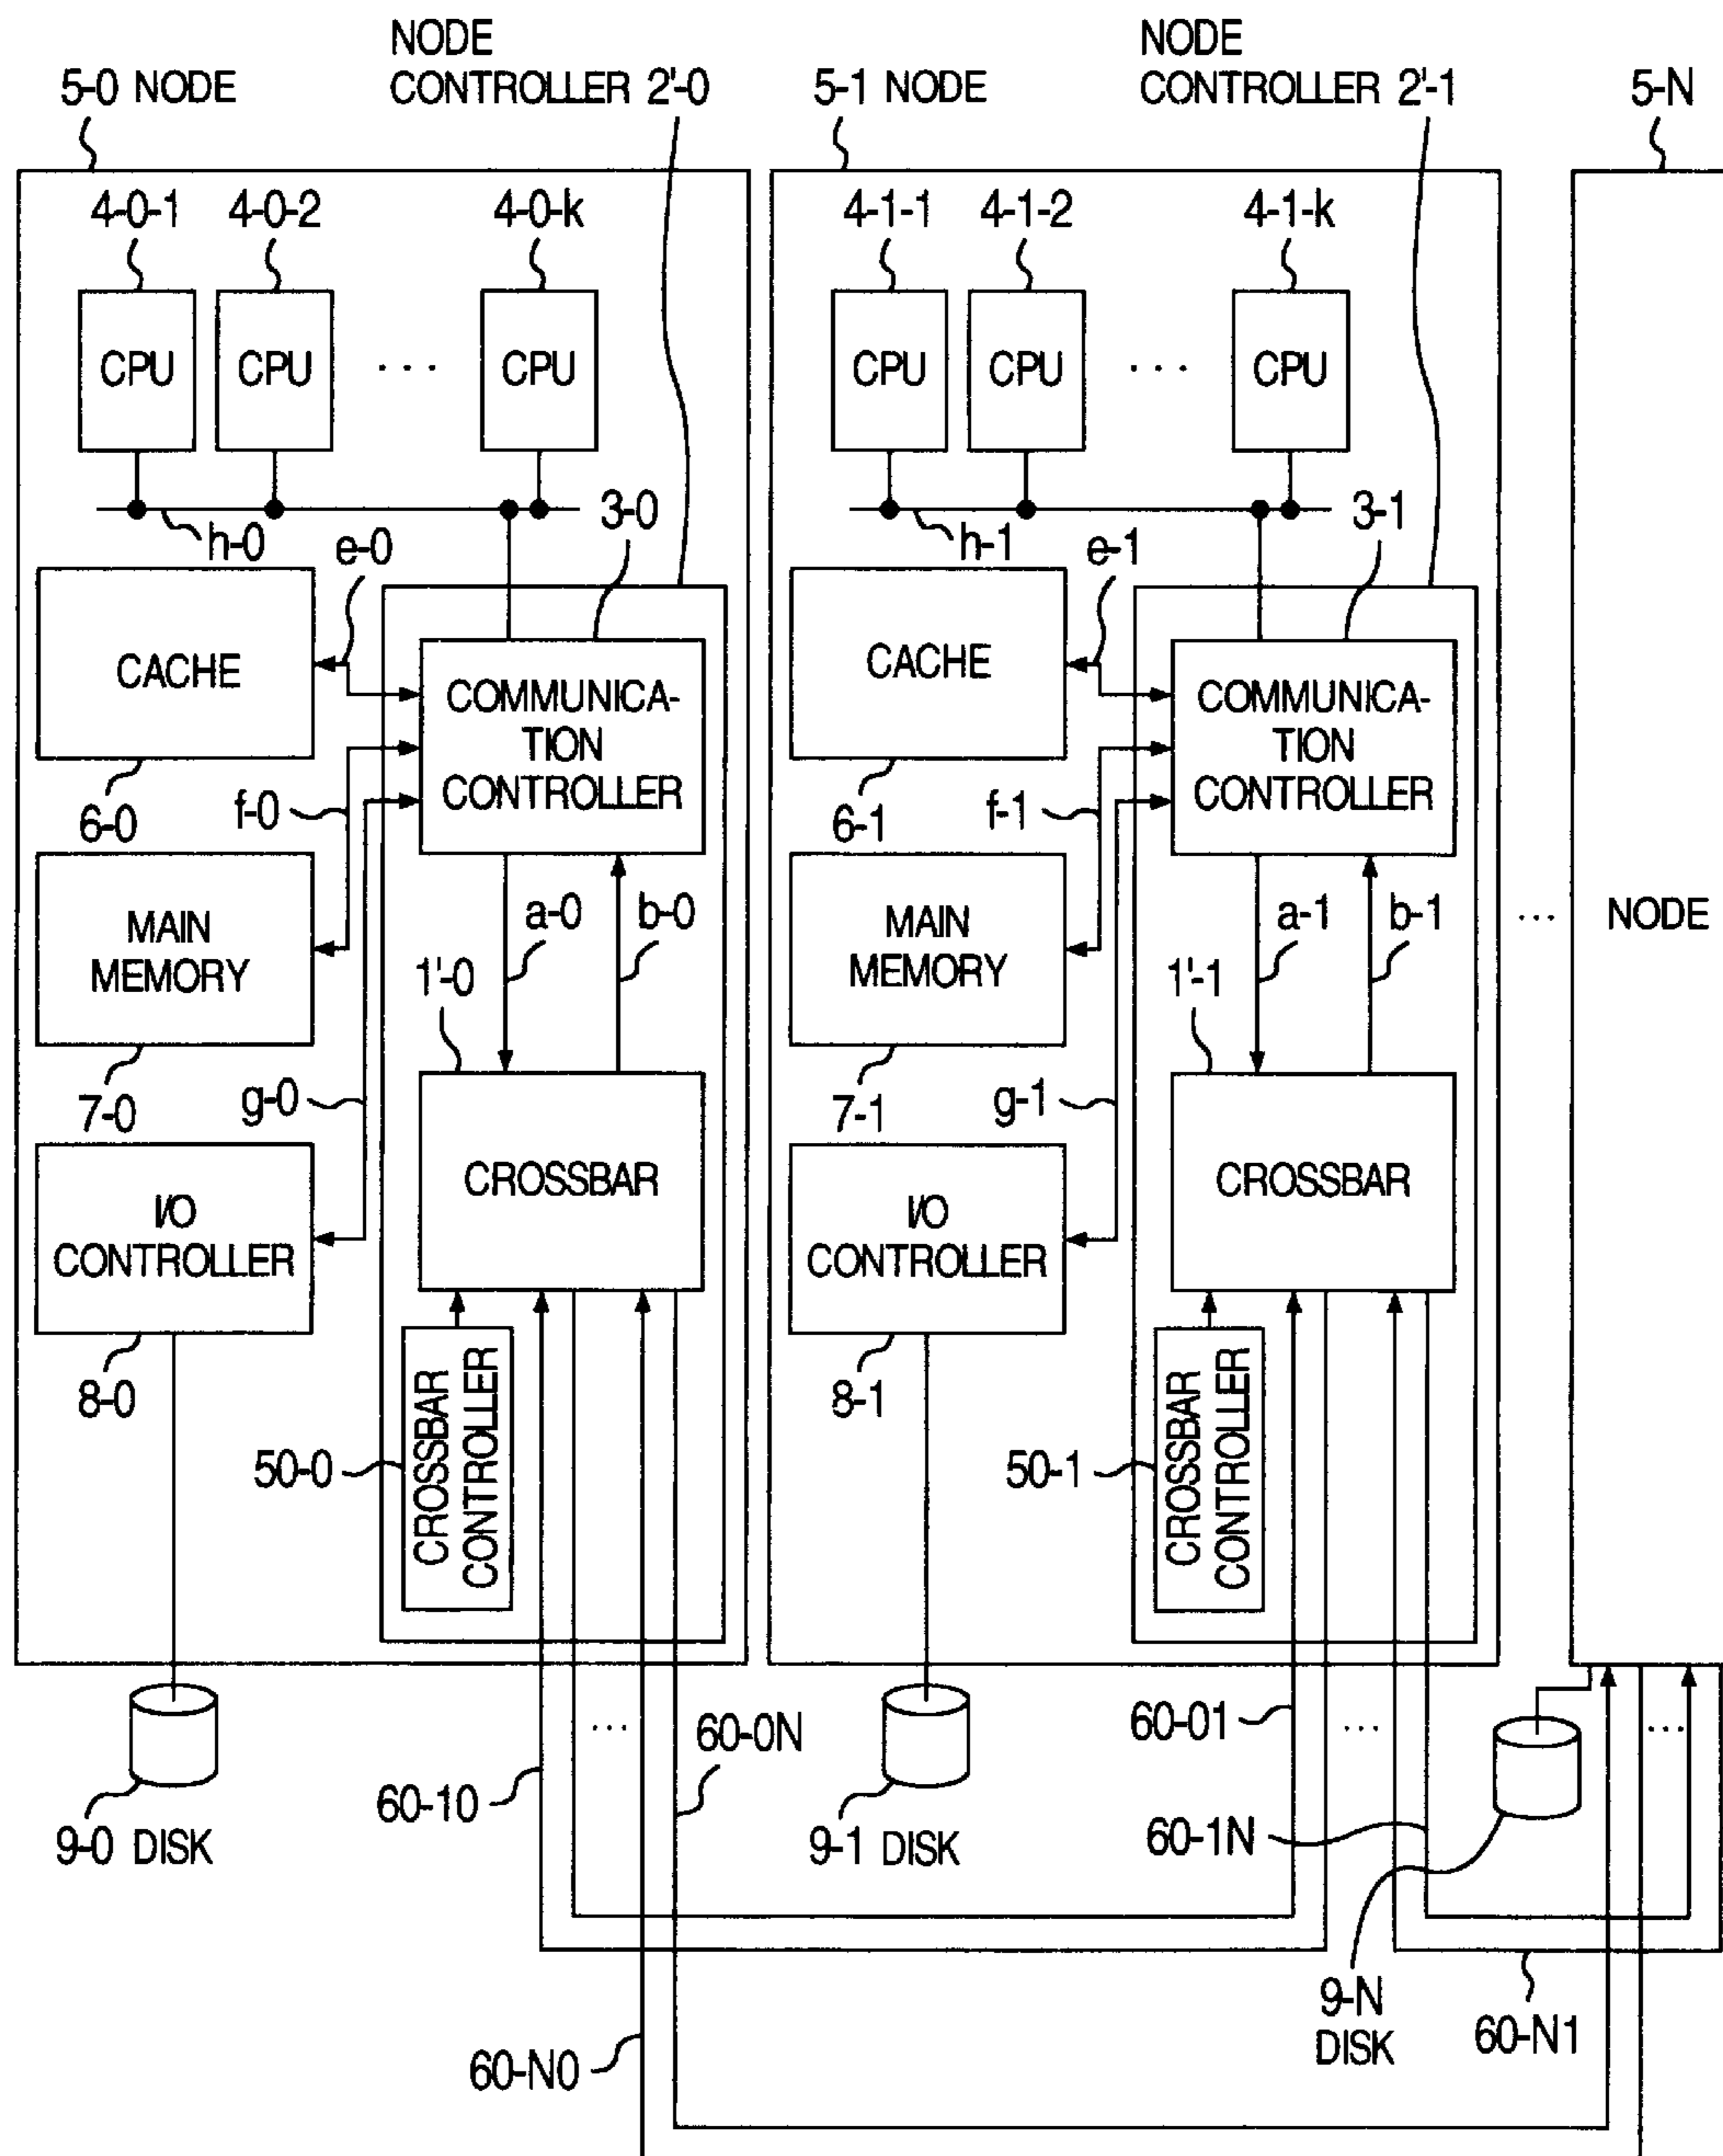 NODE
CONTROLLER 2'-0
NODE
CONTROLLER 2'-1
5-0 NODE
5-1 NODE
5-N
4-0-1
4-0-2
4-0-k
4-1-1
4-1-2
4-1-k
CPU
CPU
...
CPU
CPU
CPU
...
CPU
h-0
e-0
3-0
h-1
e-1
3-1
CACHE
COMMUNICA-
TION
CONTROLLER
CACHE
COMMUNICA-
TION
CONTROLLER
6-0
f-0
6-1
f-1
MAIN
MEMORY
a-0
b-0
MAIN
MEMORY
a-1
b-1
...
NODE
1'-0
1'-1
7-0
g-0
7-1
g-1
I/O
CONTROLLER
CROSSBAR
I/O
CONTROLLER
CROSSBAR
8-0
8-1
50-0
CROSSBAR
CONTROLLER
50-1
CROSSBAR
CONTROLLER
...
60-0N
60-01
...
...
60-10
9-0 DISK
9-1 DISK
60-1N
9-N
DISK
60-N1
60-N0